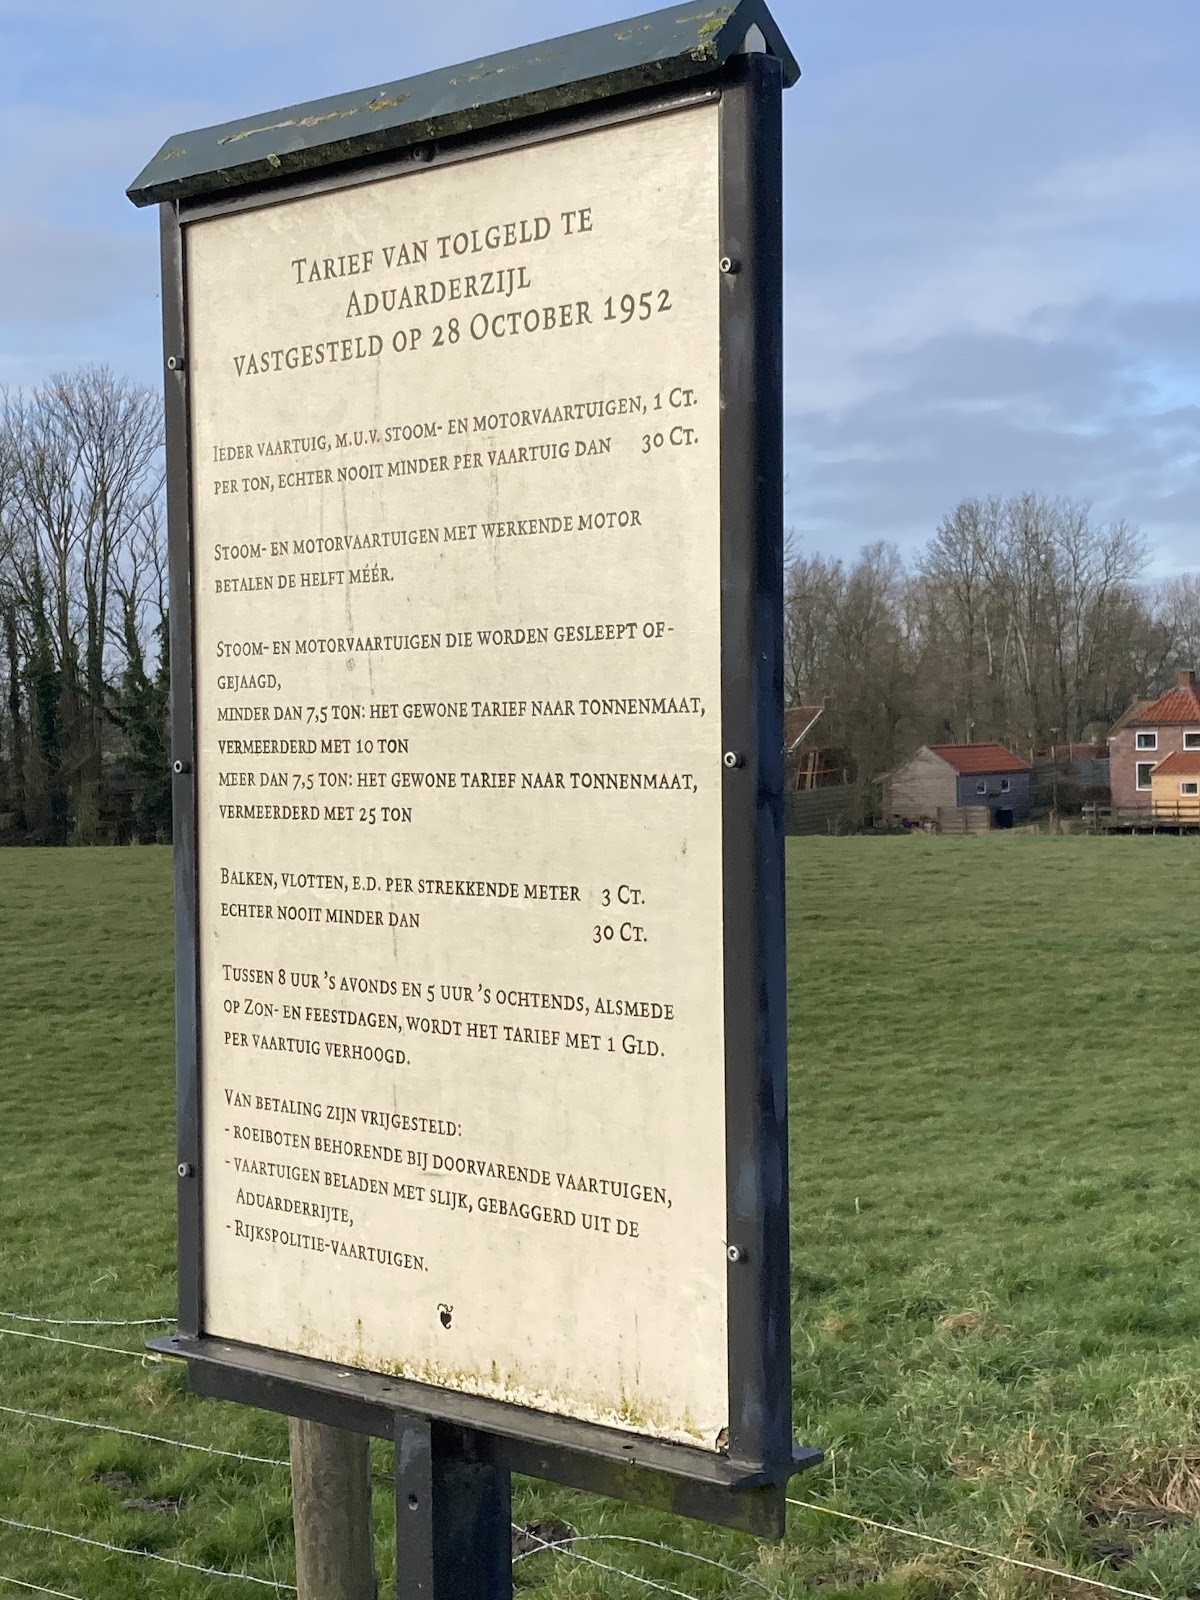 Tarief van tolgeld te
Aduarderzijl
vastgesteld op 28 October 1952
Ieder vaartuig, m.u.v. stoom- en motorvaartuigen, 1 Ct.
per ton, echter nooit minder per vaartuig dan 30 Ct.
Stoom- en motorvaartuigen met werkende motor
betalen de helft méér.
Stoom- en motorvaartuigen die worden gesleept of-
gejaagd,
minder dan 7,5 ton: het gewone tarief naar tonnenmaat,
vermeerderd met 10 ton
meer dan 7,5 ton: het gewone tarief naar tonnenmaat,
vermeerderd met 25 ton
Balken, vlotten, e.d. per strekkende meter 3 Ct.
echter nooit minder dan 30 Ct.
Tussen 8 uur 's avonds en 5 uur 's ochtends, alsmede
op Zon- en feestdagen, wordt het tarief met 1 Gld.
per vaartuig verhoogd.
Van betaling zijn vrijgesteld:
- roeiboten behorende bij doorvarende vaartuigen,
- vaartuigen beladen met slijk, gebaggerd uit de
Aduarderrijte,
- Rijkspolitie-vaartuigen.